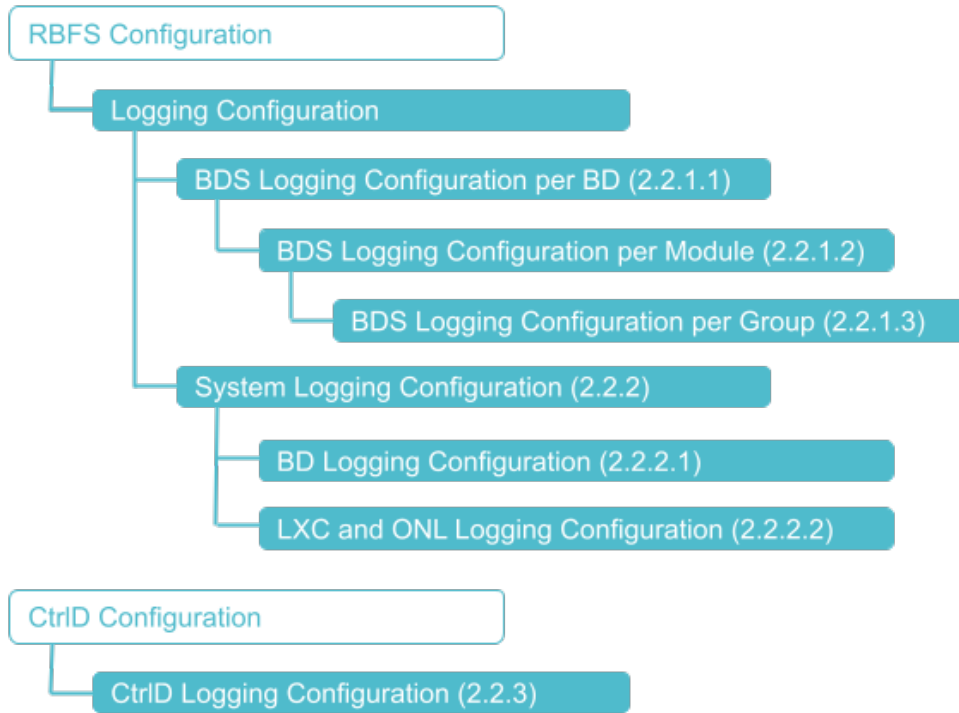 RBFS Configuration
Logging Configuration
BDS Logging Configuration per BD (2.2.1.1)
BDS Logging Configuration per Module (2.2.1.2)
BDS Logging Configuration per Group (2.2.1.3)
System Logging Configuration (2.2.2)
BD Logging Configuration (2.2.2.1)
LXC and ONL Logging Configuration (2.2.2.2)
CtrlD Configuration
CtrlD Logging Configuration (2.2.3)